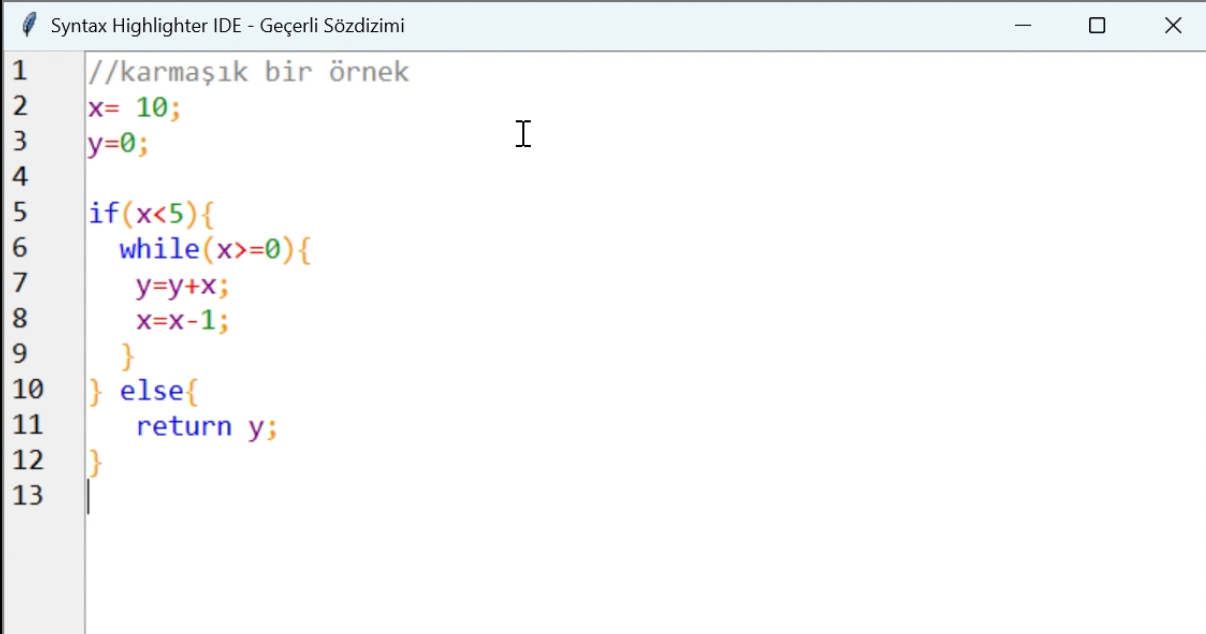 Syntax Highlighter IDE - Geçerli Sözdizimi
1 //karmaşık bir örnek
2 x= 10;
3 y=0;
4
5 if(x<5){
6   while(x>=0){
7    y=y+x;
8    x=x-1;
9   }
10 } else{
11    return y;
12 }
13